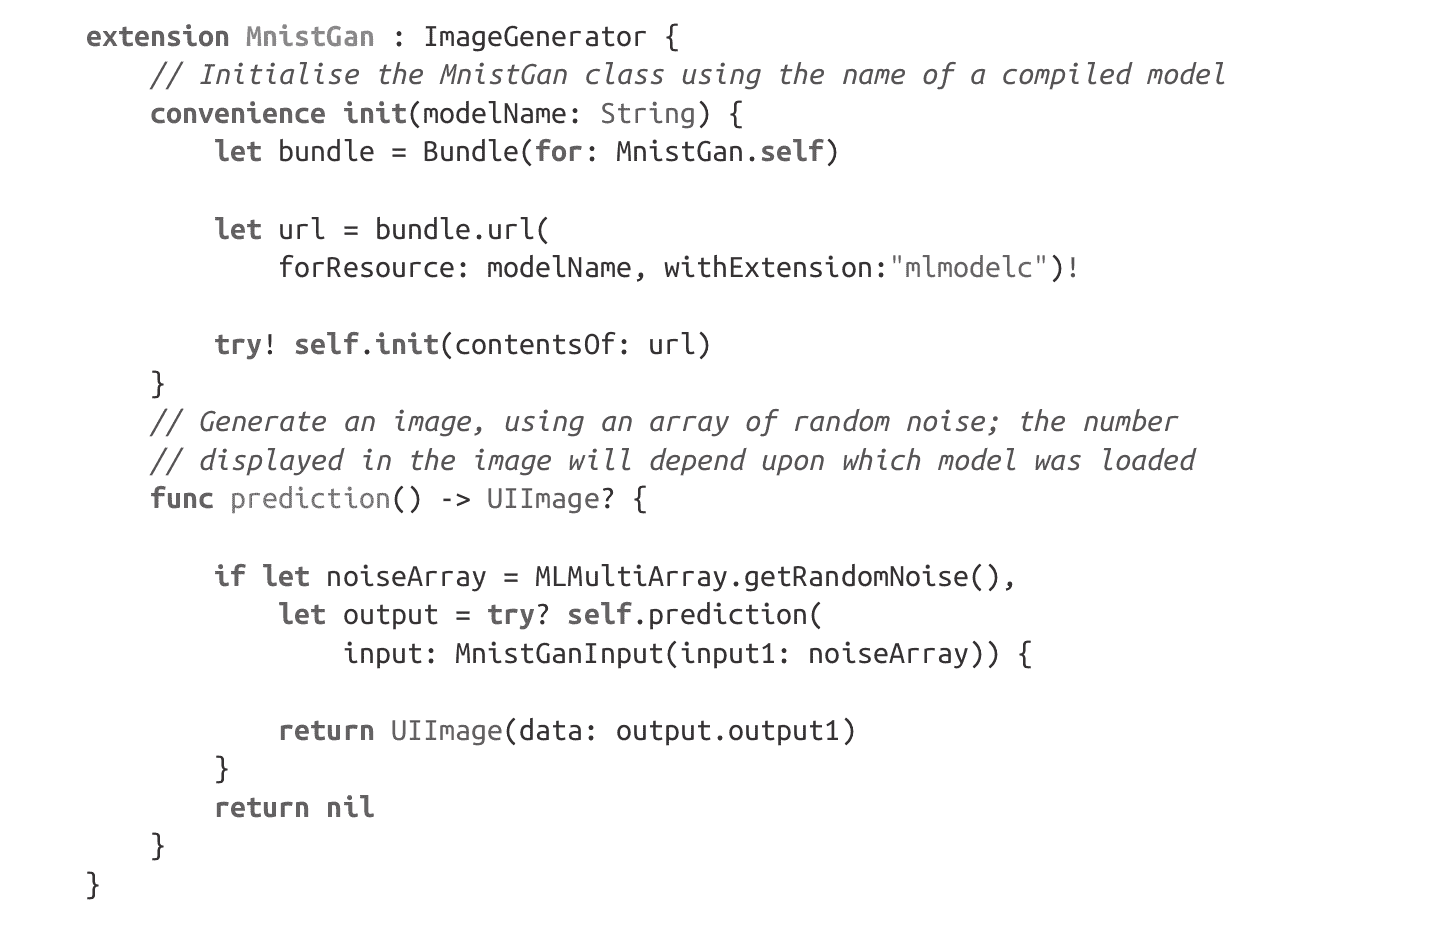 extension MnistGan : ImageGenerator {
    // Initialise the MnistGan class using the name of a compiled model
    convenience init(modelName: String) {
        let bundle = Bundle(for: MnistGan.self)

        let url = bundle.url(
            forResource: modelName, withExtension:"mlmodelc")!

        try! self.init(contentsOf: url)
    }
    // Generate an image, using an array of random noise; the number
    // displayed in the image will depend upon which model was loaded
    func prediction() -> UIImage? {

        if let noiseArray = MLMultiArray.getRandomNoise(),
            let output = try? self.prediction(
                input: MnistGanInput(input1: noiseArray)) {

            return UIImage(data: output.output1)
        }
        return nil
    }
}